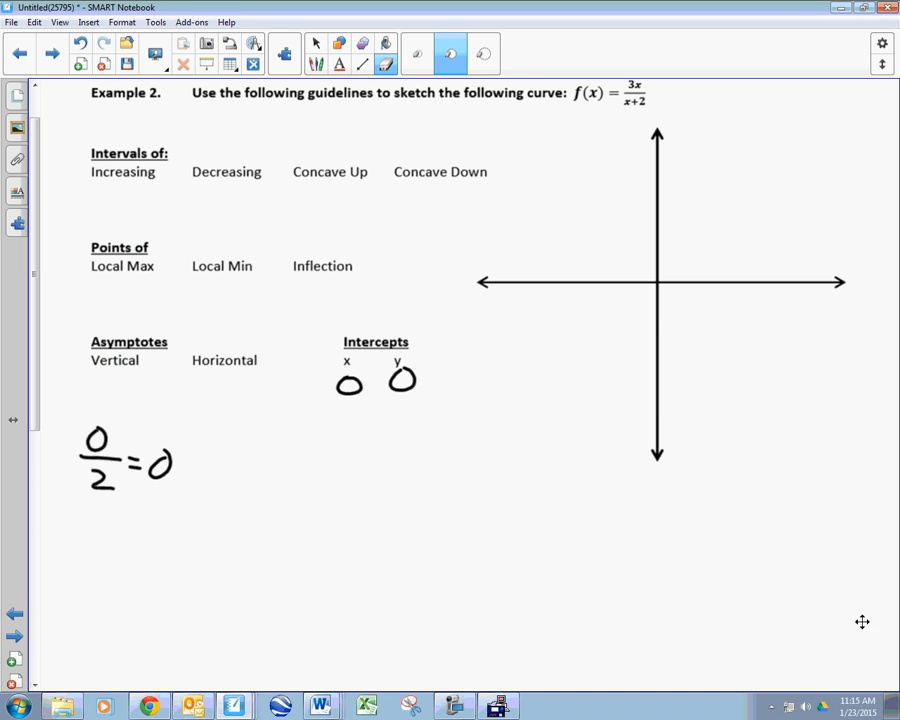 Untitled(25795) * - SMART Notebook
File Edit View Insert Format Tools Add-ons Help
Example 2. Use the following guidelines to sketch the following curve: f(x) = 3x/x+2
Intervals of:
Increasing Decreasing Concave Up Concave Down
Points of
Local Max Local Min Inflection
Asymptotes Intercepts
Vertical Horizontal x y
0 0
0/2 = 0
11:15 AM
1/23/2015